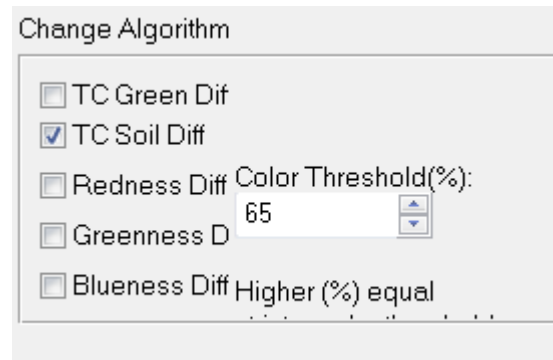 Change Algorithm
TC Green Dif
TC Soil Diff
Redness Diff
Color Threshold(%):
65
Greenness D
Blueness Diff
Higher (%) equal